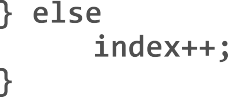 } else
index++;
}